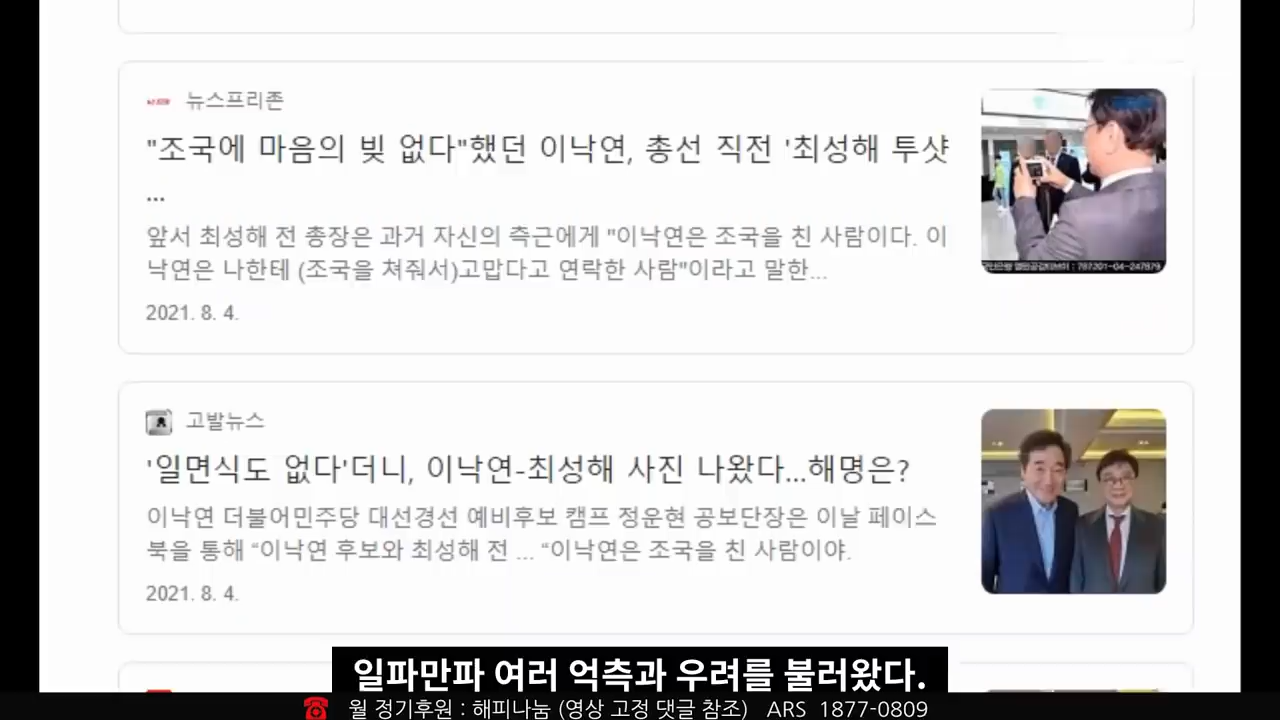 뉴스프리존
"조국에 마음의 빚 없다"했던 이낙연, 총선 직전 '최성해 투샷
...
앞서 최성해 전 총장은 과거 자신의 측근에게 "이낙연은 조국을 친 사람이다. 이
낙연은 나한테 (조국을 쳐줘서)고맙다고 연락한 사람"이라고 말한...
2021. 8. 4.
고발뉴스
'일면식도 없다'더니, 이낙연-최성해 사진 나왔다...해명은?
이낙연 더불어민주당 대선경선 예비후보 캠프 정운현 공보단장은 이날 페이스
북을 통해 “이낙연 후보와 최성해 전 ... “이낙연은 조국을 친 사람이야.
2021. 8. 4.
일파만파 여러 억측과 우려를 불러왔다.
월 정기후원 : 해피나눔 (영상 고정 댓글 참조) ARS 1877-0809